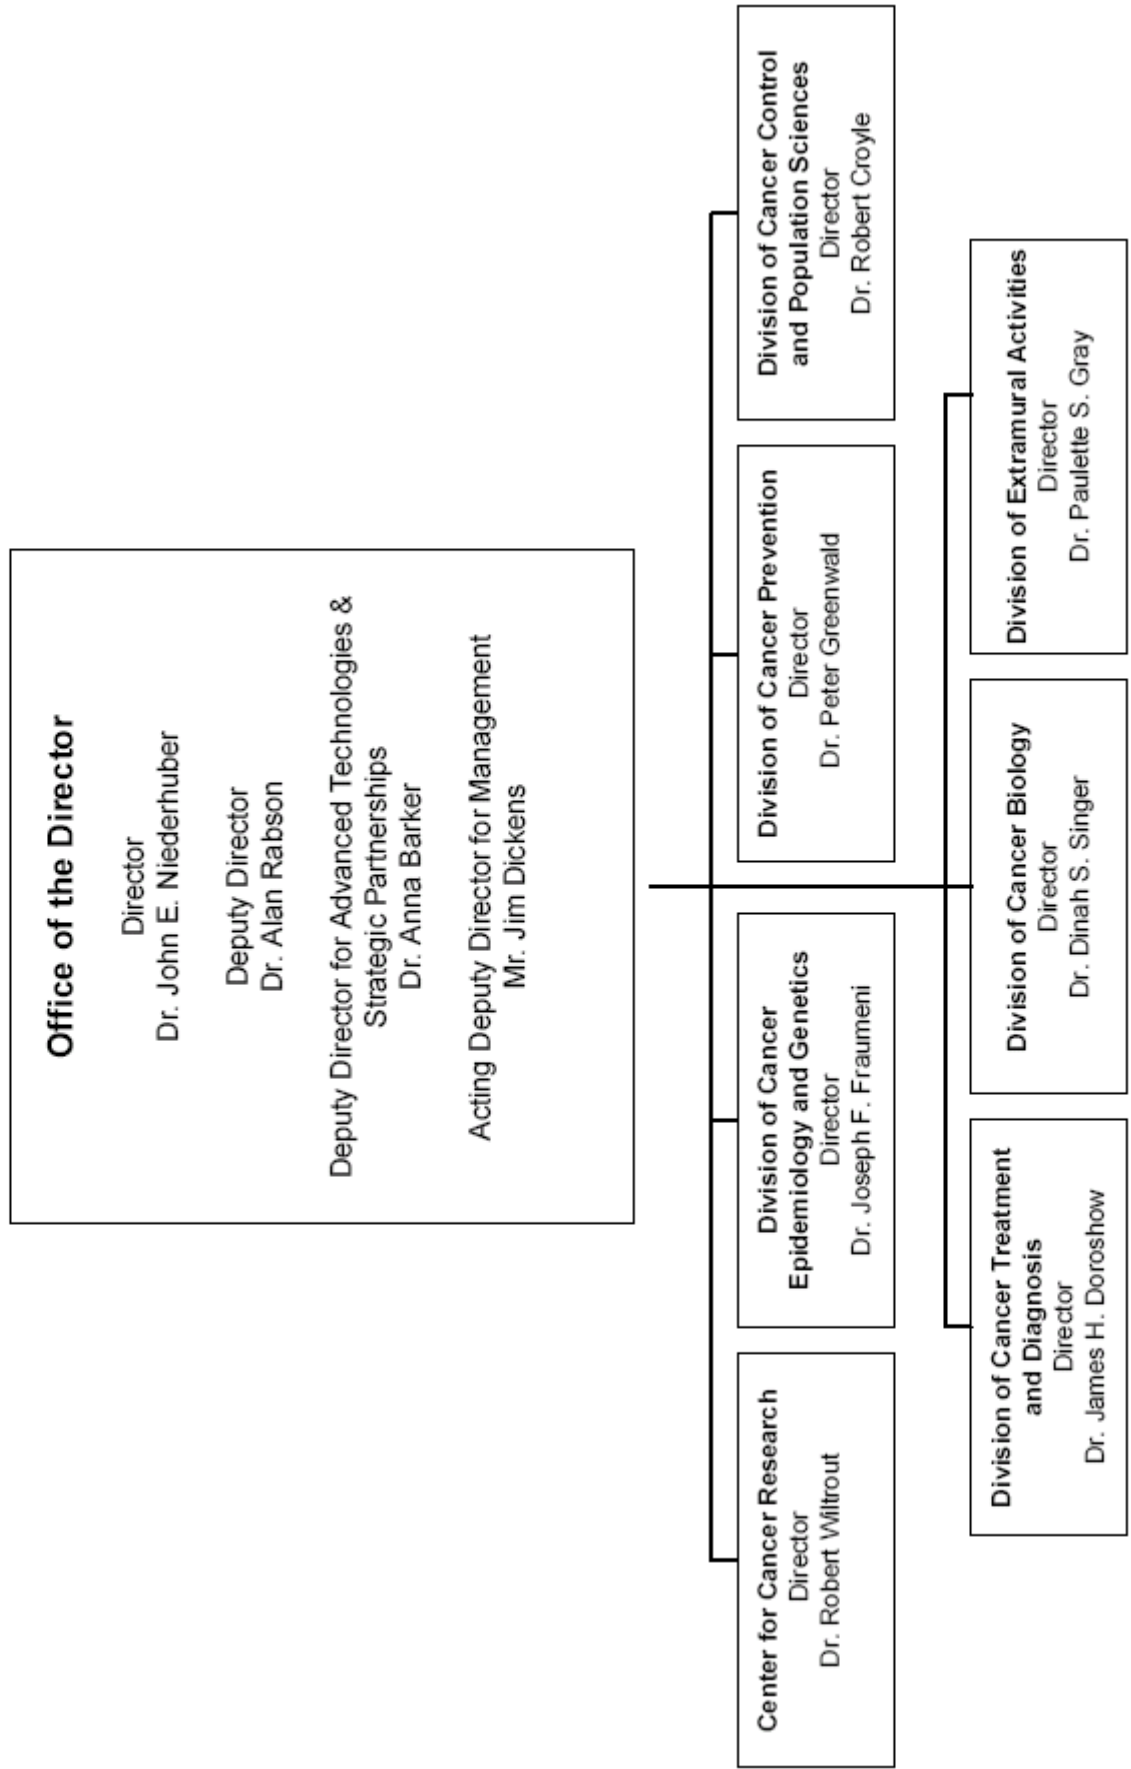 Office of the Director
Director
Dr. John E. Niederhuber
Deputy Director
Dr. Alan Rabson
Deputy Director for Advanced Technologies &
Strategic Partnerships
Dr. Anna Barker
Acting Deputy Director for Management
Mr. Jim Dickens
Center for Cancer Research
Director
Dr. Robert Wiltrout
Division of Cancer
Epidemiology and Genetics
Director
Dr. Joseph F. Fraumeni
Division of Cancer Prevention
Director
Dr. Peter Greenwald
Division of Cancer Control
and Population Sciences
Director
Dr. Robert Croyle
Division of Cancer Treatment
and Diagnosis
Director
Dr. James H. Doroshow
Division of Cancer Biology
Director
Dr. Dinah S. Singer
Division of Extramural Activities
Director
Dr. Paulette S. Gray